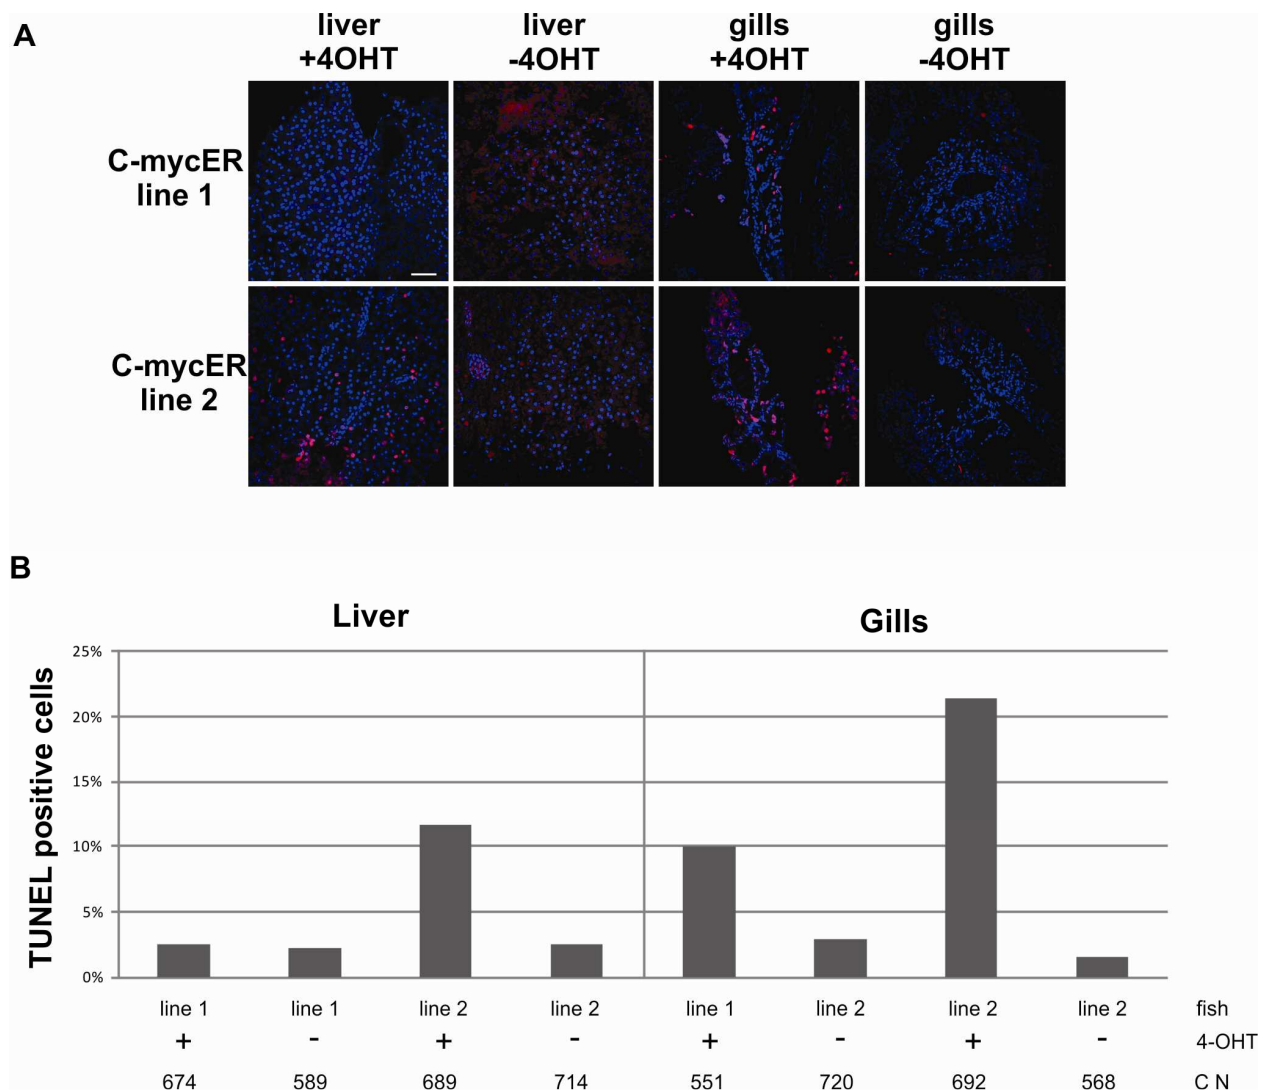 A
liver +4OHT
liver -4OHT
gills +4OHT
gills -4OHT
C-mycER line 1
C-mycER line 2
B
Liver
Gills
TUNEL positive cells
25%
20%
15%
10%
5%
0%
line 1 line 1 line 2 line 2 line 1 line 2 line 2 line 2 fish
+ - + - + - + - 4-OHT
674 589 689 714 551 720 692 568 C N